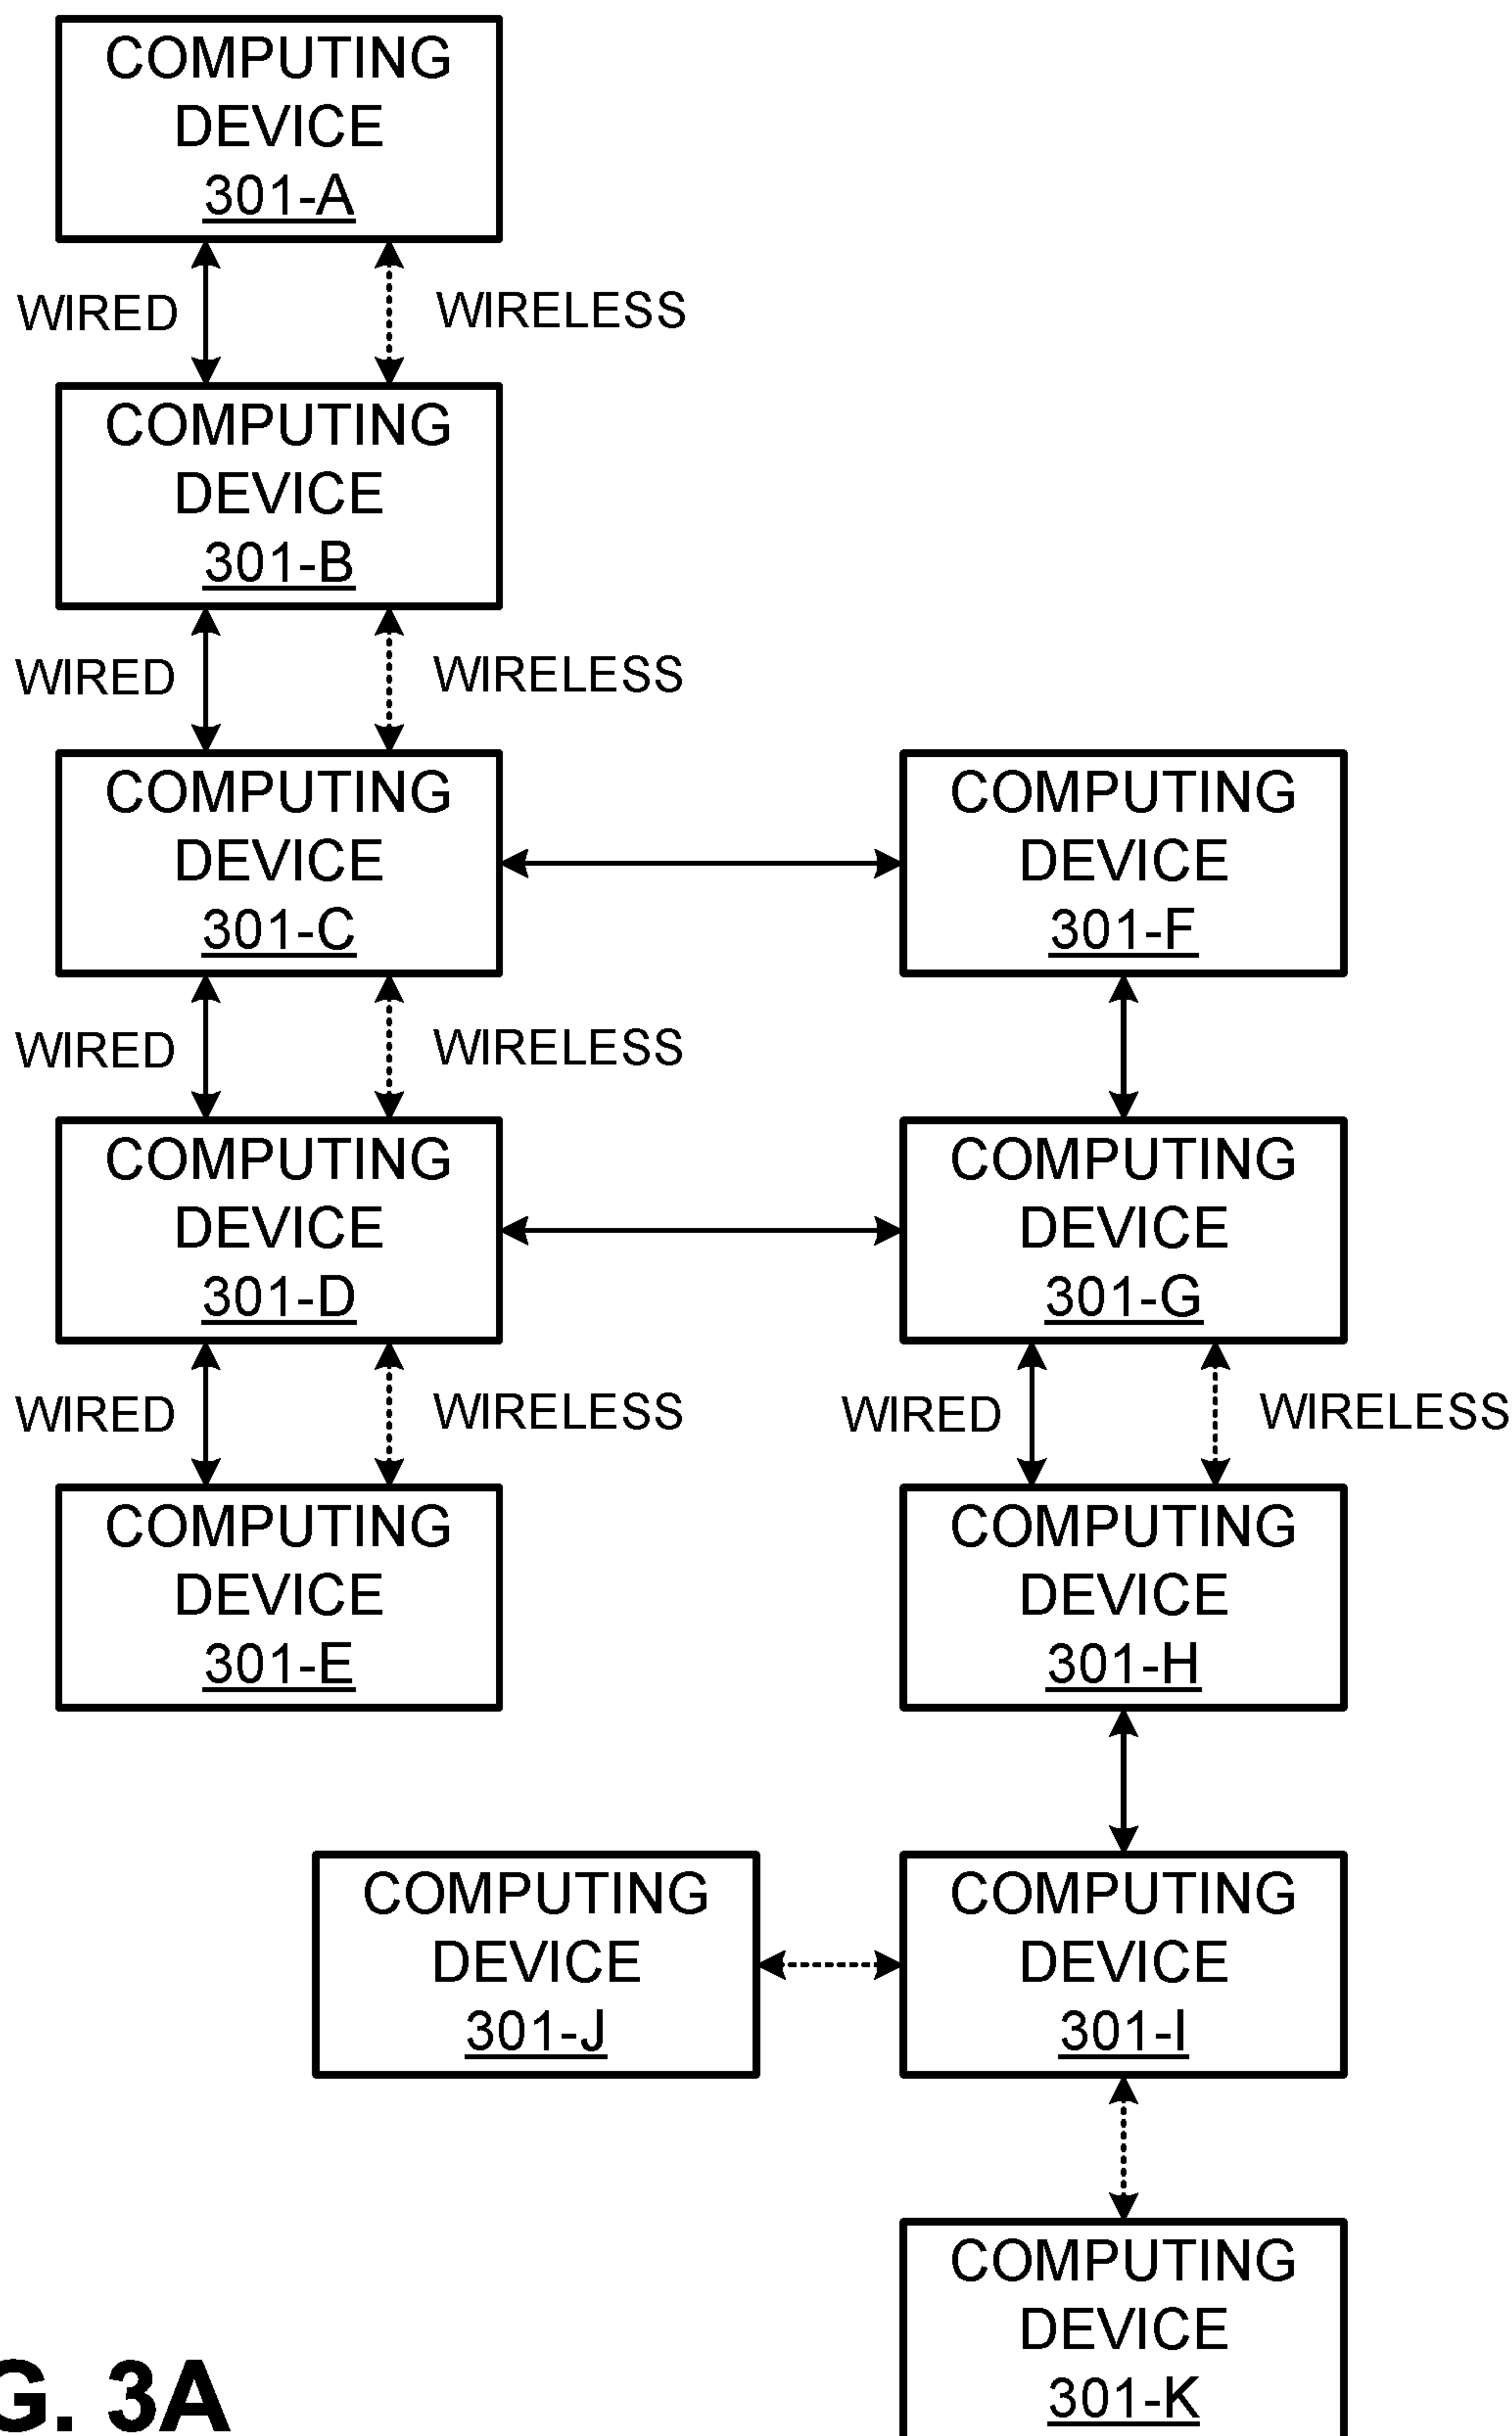 COMPUTING
DEVICE
301-A
WIRED
WIRELESS
COMPUTING
DEVICE
301-B
WIRED
WIRELESS
COMPUTING
DEVICE
301-C
COMPUTING
DEVICE
301-F
WIRED
WIRELESS
COMPUTING
DEVICE
301-D
COMPUTING
DEVICE
301-G
WIRED
WIRELESS
WIRED
WIRELESS
COMPUTING
DEVICE
301-E
COMPUTING
DEVICE
301-H
COMPUTING
DEVICE
301-J
COMPUTING
DEVICE
301-I
COMPUTING
DEVICE
301-K
G. 3A